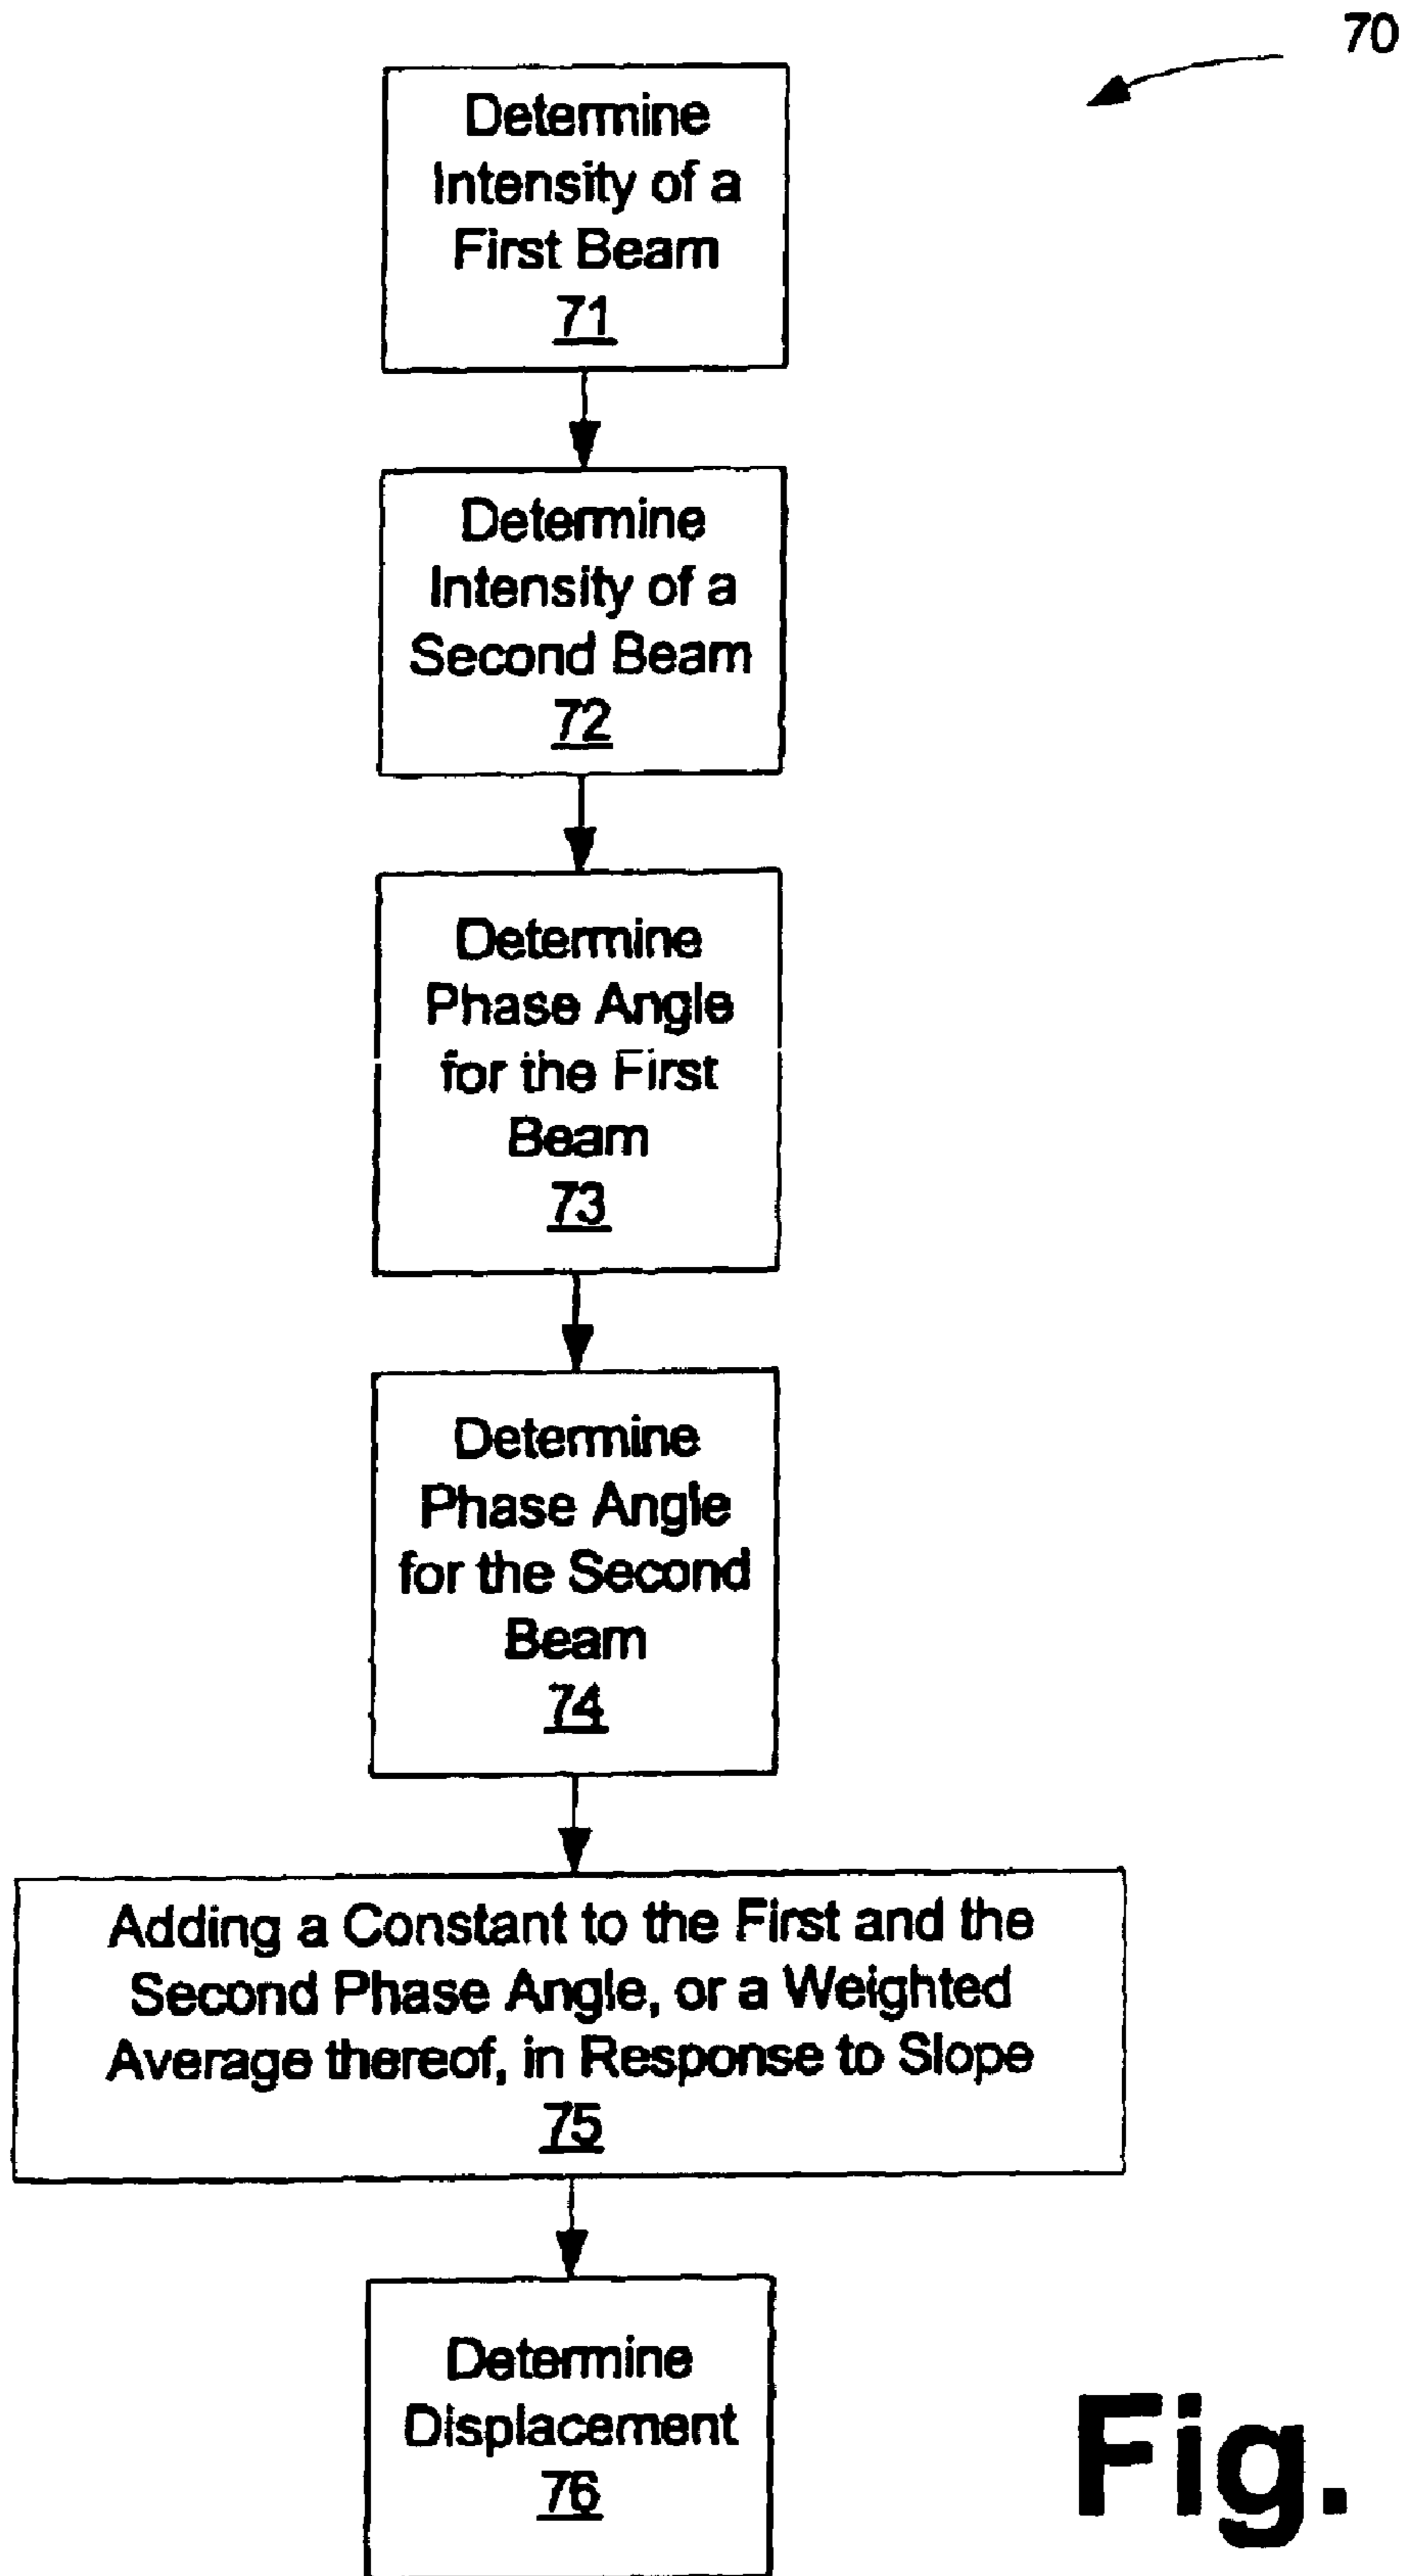 70
Determine
Intensity of a
First Beam
71
Determine
Intensity of a
Second Beam
72
Determine
Phase Angle
for the First
Beam
73
Determine
Phase Angle
for the Second
Beam
74
Adding a Constant to the First and the
Second Phase Angle, or a Weighted
Average thereof, in Response to Slope
75
Determine
Displacement
76
Fig.